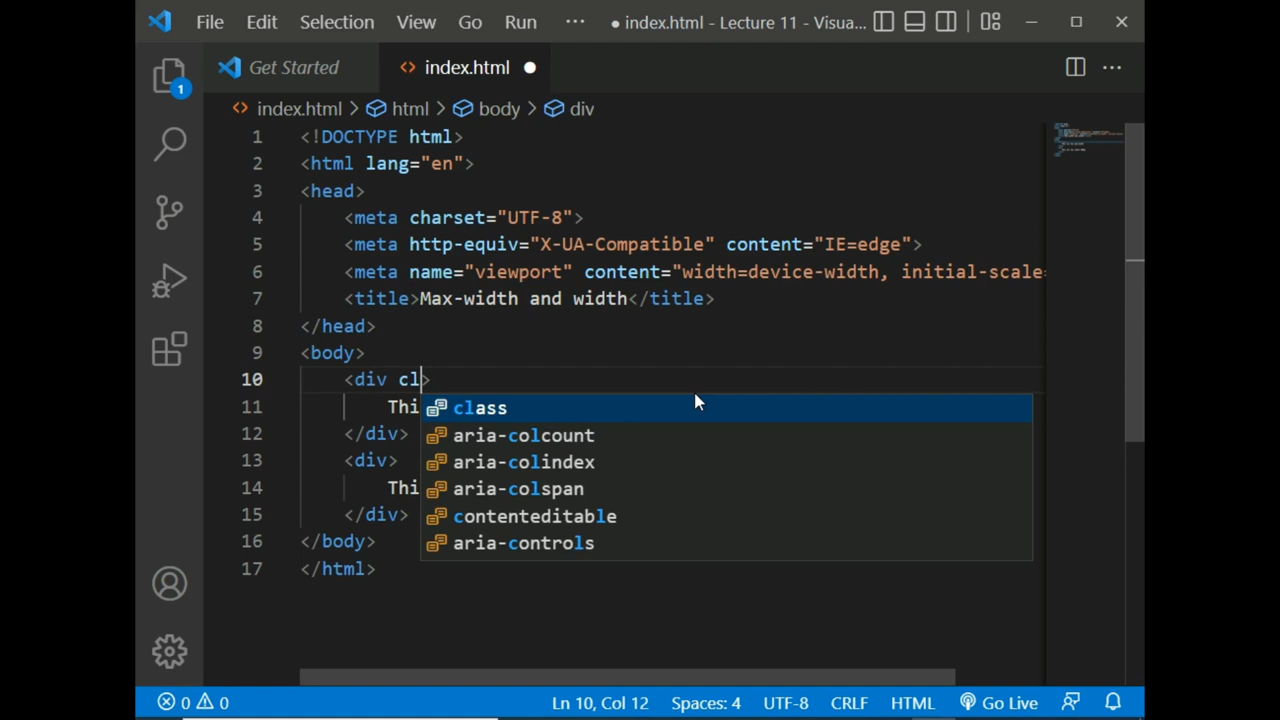 File Edit Selection View Go Run ··· ● index.html - Lecture 11 - Visua...
Get Started <> index.html ●
1
<> index.html > html > body > div
1 <!DOCTYPE html>
2 <html lang="en">
3 <head>
4 <meta charset="UTF-8">
5 <meta http-equiv="X-UA-Compatible" content="IE=edge">
6 <meta name="viewport" content="width=device-width, initial-scale=
7 <title>Max-width and width</title>
8 </head>
9 <body>
10 <div cl>
11 Thi
12 </div>
13 <div>
14 Thi
15 </div>
16 </body>
17 </html>
class
aria-colcount
aria-colindex
aria-colspan
contenteditable
aria-controls
0 0 Ln 10, Col 12 Spaces: 4 UTF-8 CRLF HTML Go Live